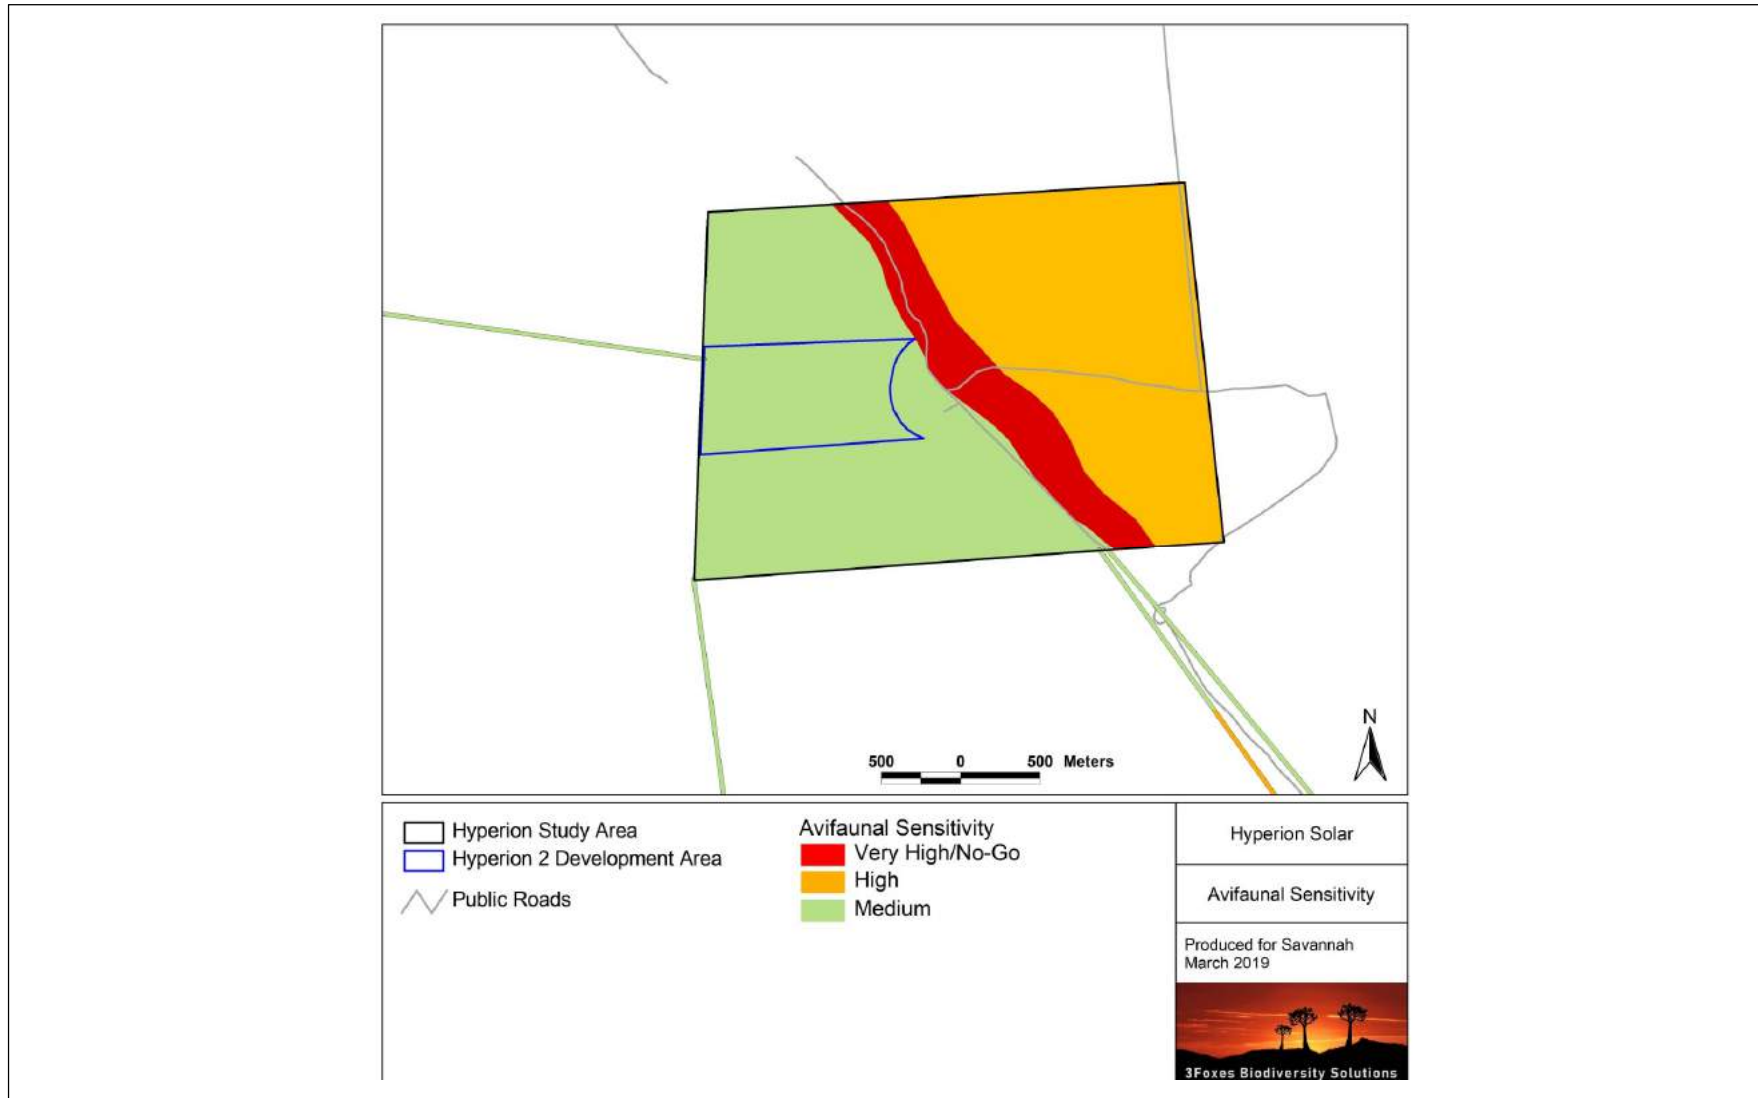 N
500 0 500 Meters
Hyperion Study Area
Hyperion 2 Development Area
Public Roads
Avifaunal Sensitivity
Very High/No-Go
High
Medium
Hyperion Solar
Avifaunal Sensitivity
Produced for Savannah
March 2019
3Foxes Biodiversity Solutions